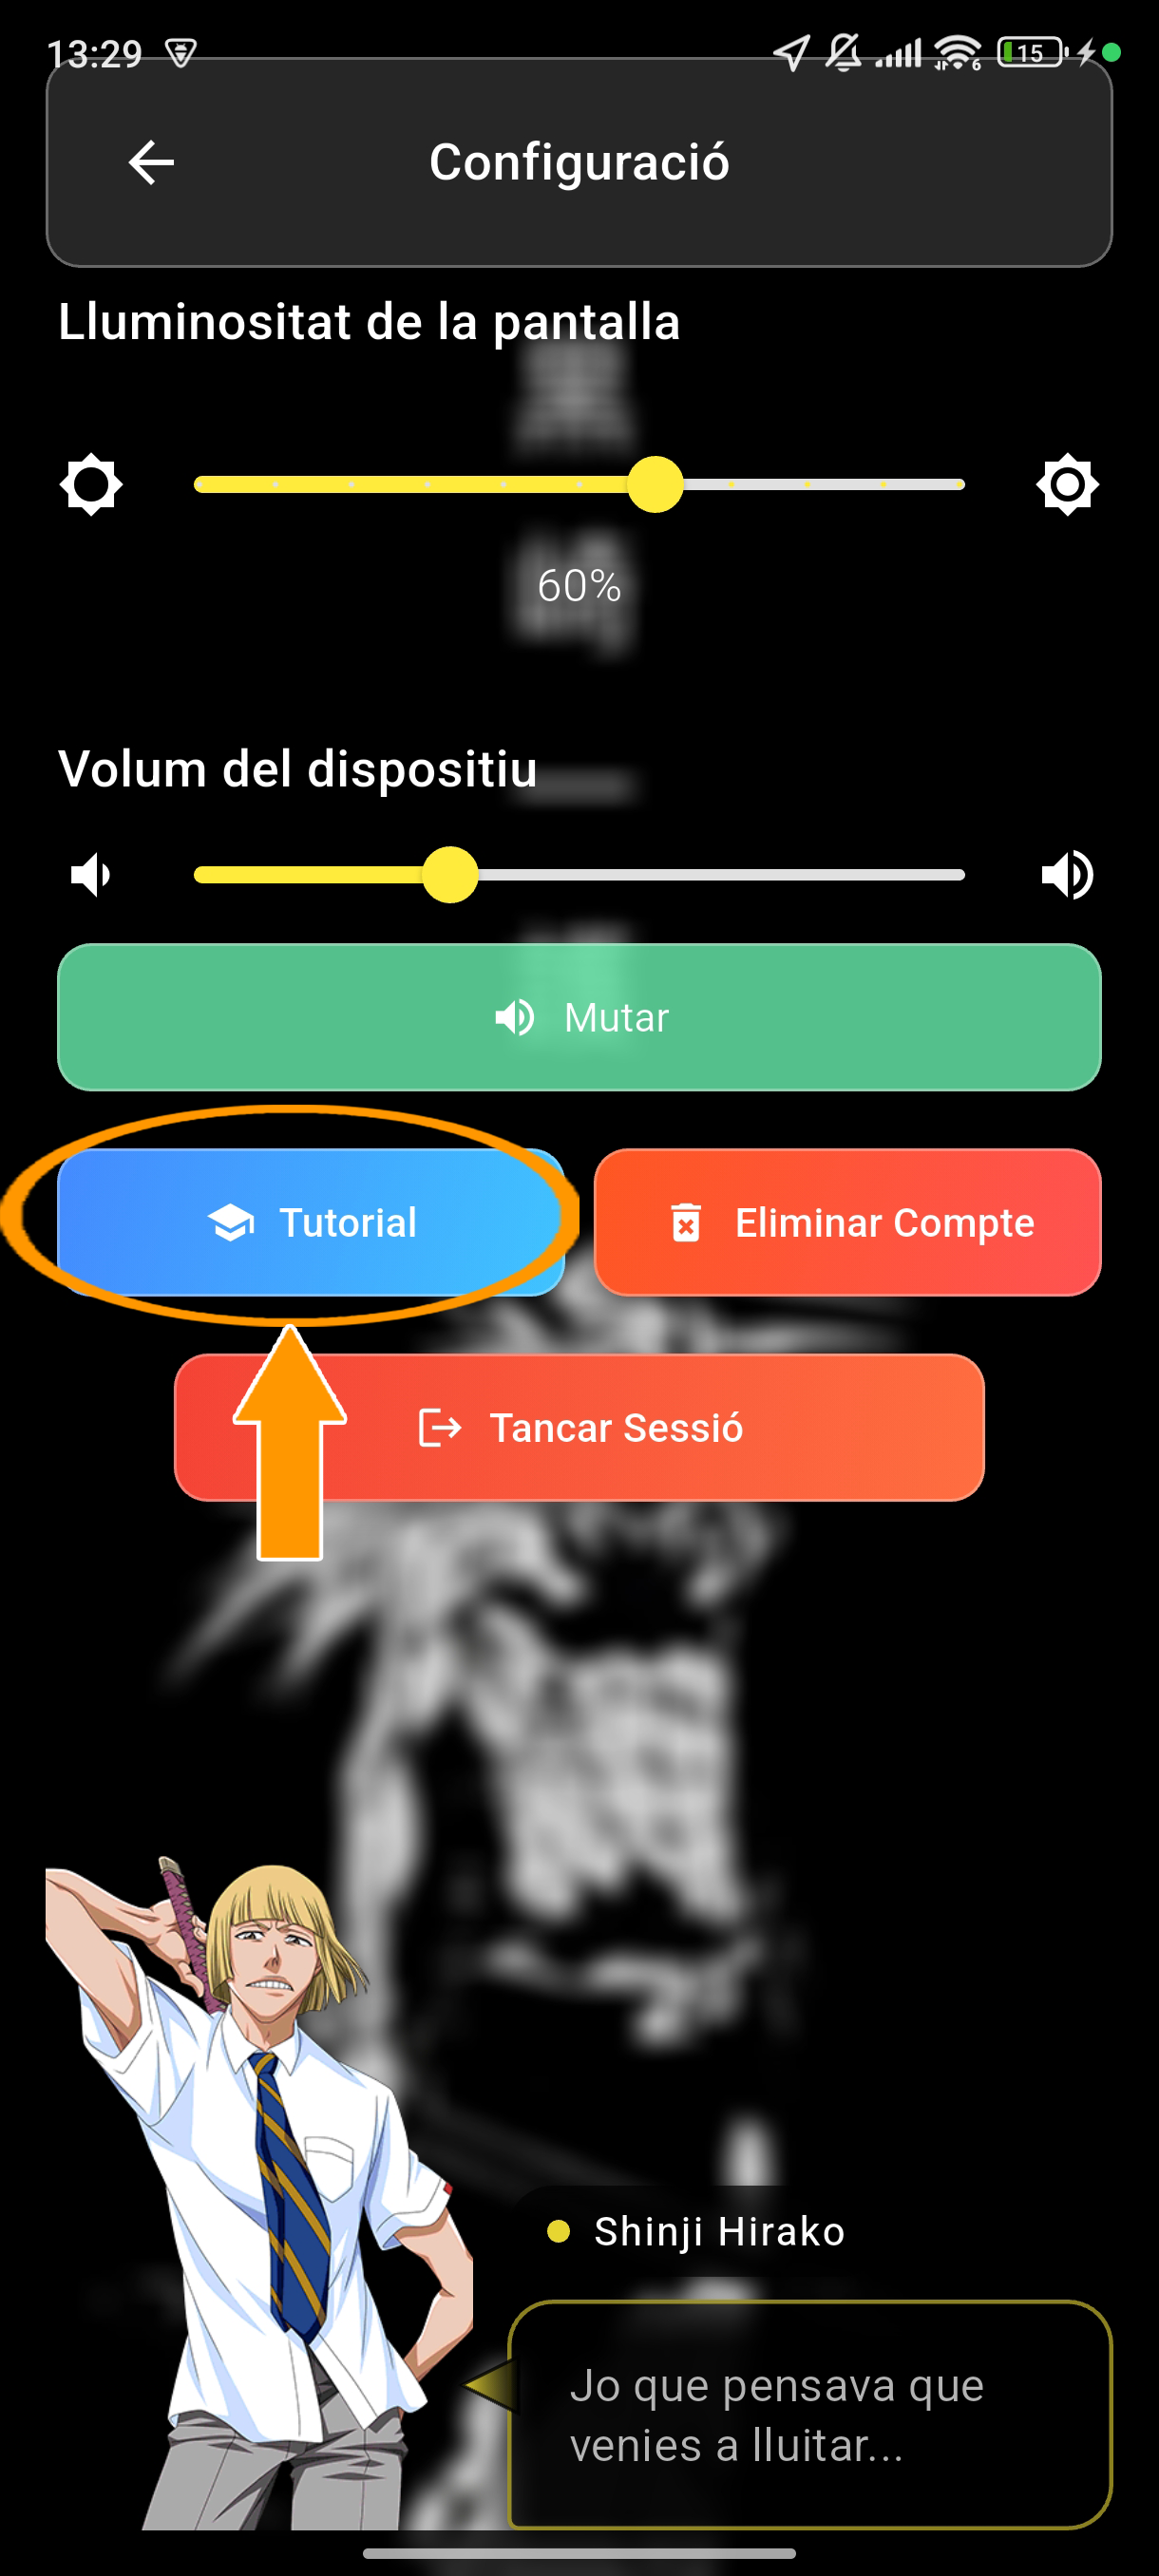 13:29
6
15
Configuració
Lluminositat de la pantalla
60%
Volum del dispositiu
Mutar
Tutorial
Eliminar Compte
Tancar Sessió
Shinji Hirako
Jo que pensava que
venies a lluitar...